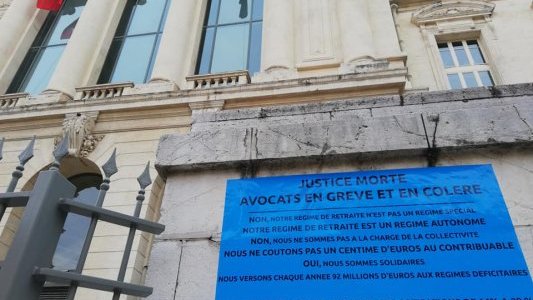 JUSTICE MORTE
AVOCATS EN GREVE ET EN COLERE
NON, NOTRE REGIME DE RETRAITE N'EST PAS UN REGIME SPECIAL
NOTRE REGIME DE RETRAITE EST UN REGIME AUTONOME
NON, NOUS NE SOMMES PAS A LA CHARGE DE LA COLLECTIVITE
NOUS NE COUTONS PAS UN CENTIME D'EUROS AU CONTRIBUABLE
OUI, NOUS SOMMES SOLIDAIRES
NOUS VERSONS CHAQUE ANNEE 92 MILLIONS D'EUROS AUX REGIMES DEFICITAIRES